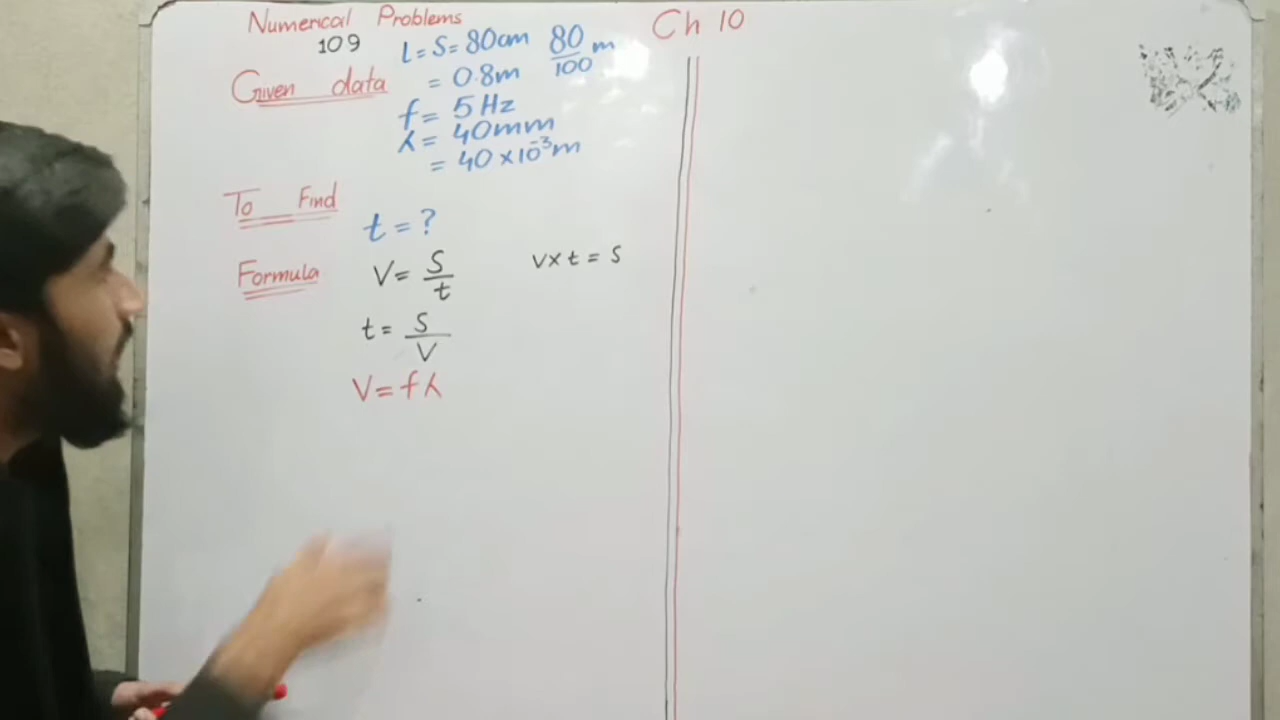 Numerical Problems
Ch 10
109
L = S = 80cm 80/100 m
Given data
= 0.8m
f = 5 Hz
λ = 40mm
= 40 × 10⁻³m
To Find
t = ?
Formula
V = S/t
v × t = S
t = S/V
V = fλ